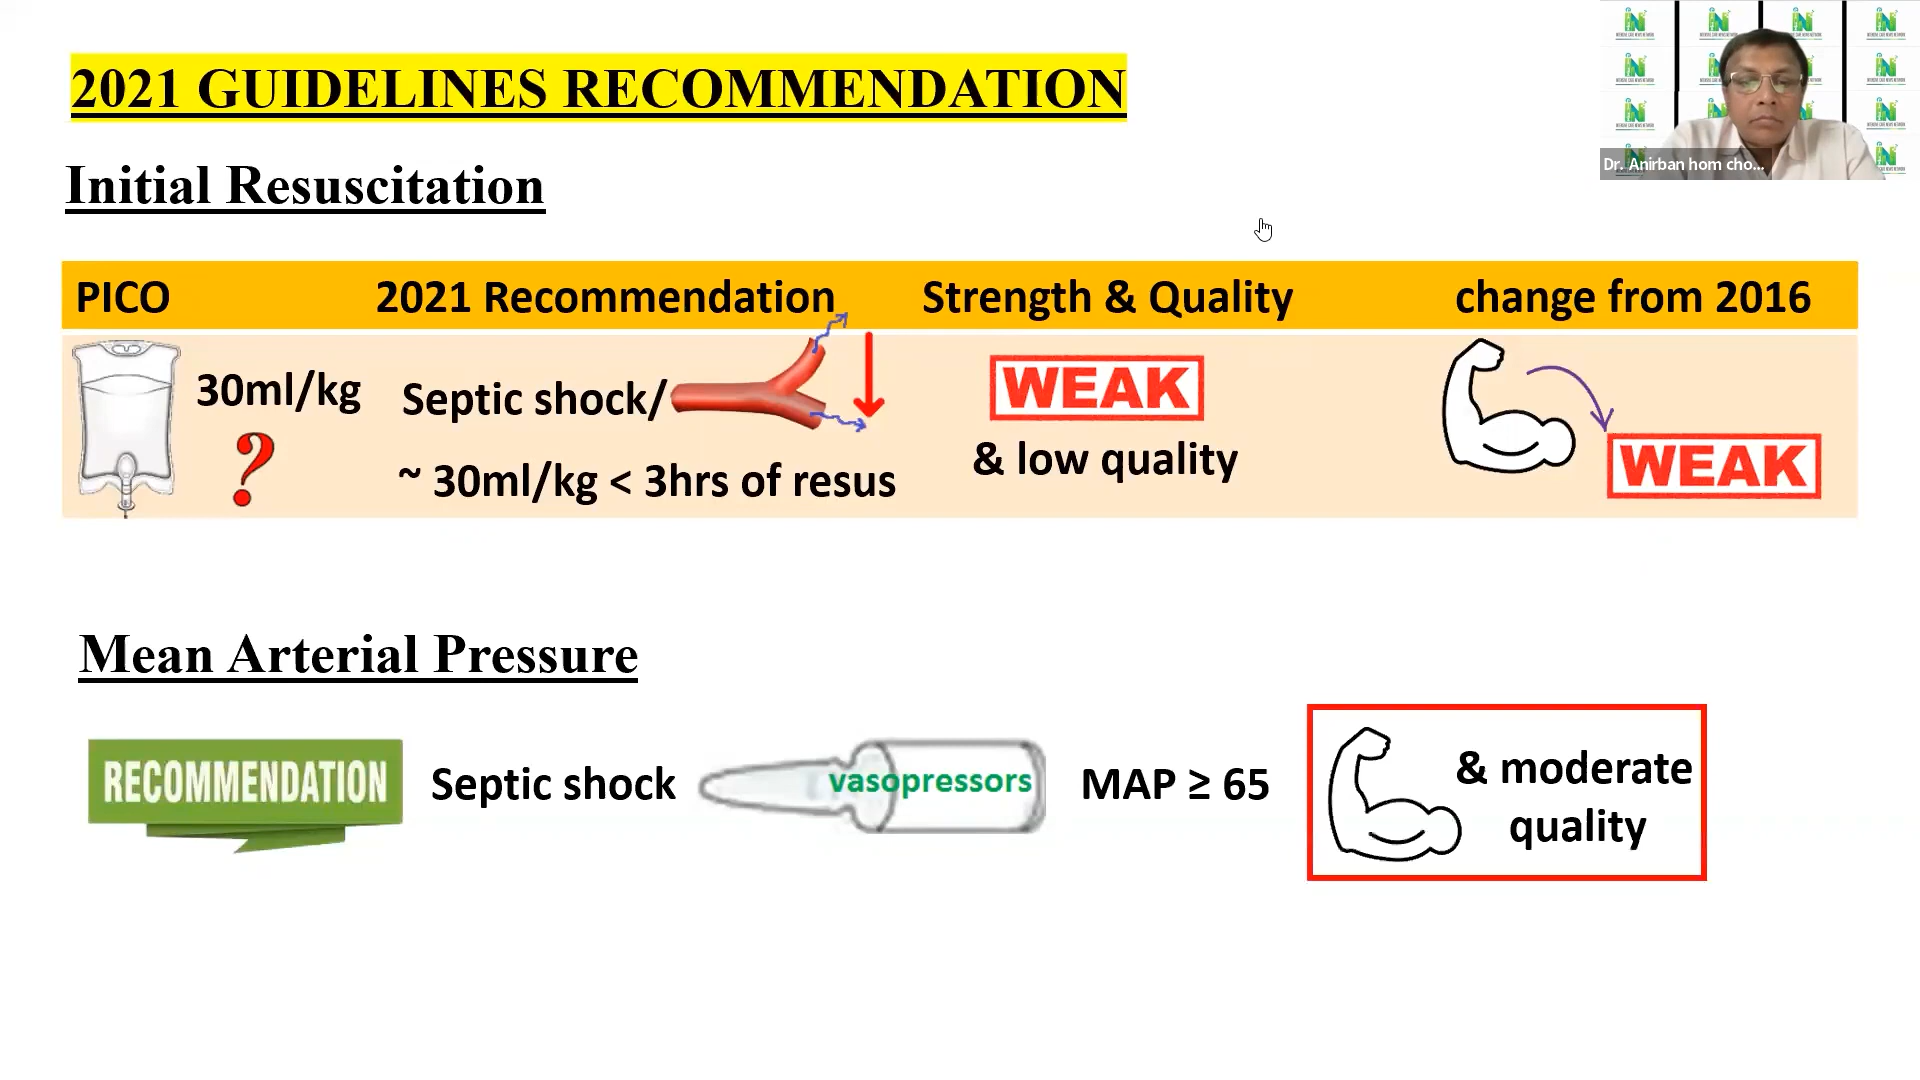 2021 GUIDELINES RECOMMENDATION
Dr. Anirban hom cho...
Initial Resuscitation
PICO 2021 Recommendation Strength & Quality change from 2016
30ml/kg
?
Septic shock/
~ 30ml/kg < 3hrs of resus
WEAK
& low quality
WEAK
Mean Arterial Pressure
RECOMMENDATION
Septic shock
vasopressors
MAP ≥ 65
& moderate
quality